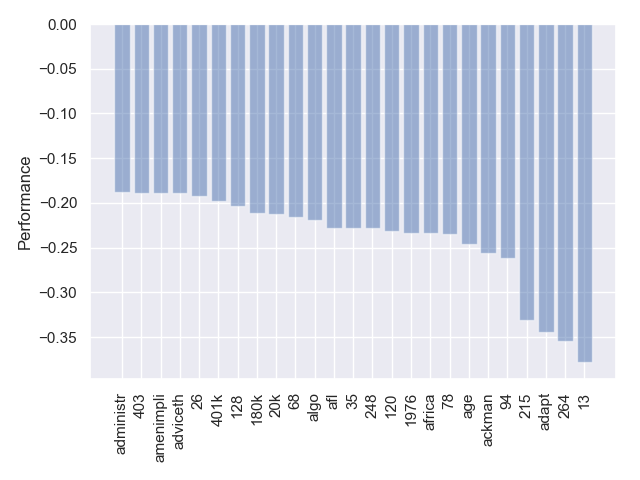 0.00
−0.05
−0.10
−0.15
−0.20
−0.25
−0.30
−0.35
Performance
administr
403
amenimpli
adviceth
26
401k
128
180k
20k
68
algo
afl
35
248
120
1976
africa
78
age
ackman
94
215
adapt
264
13